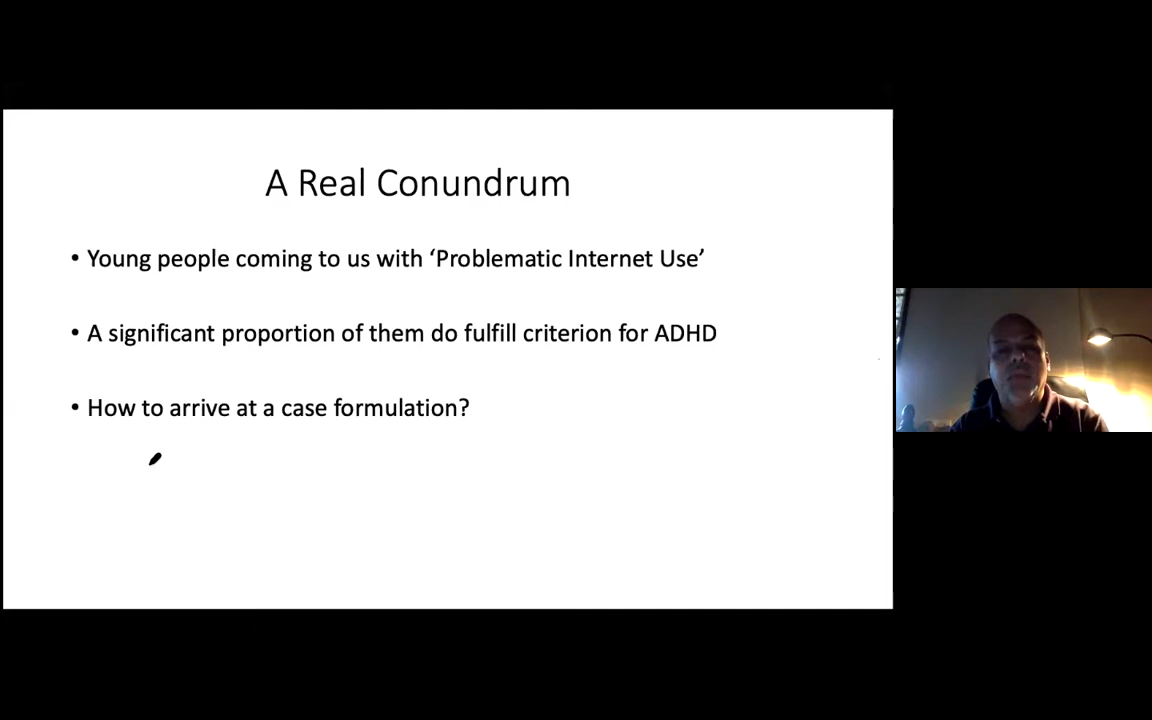 A Real Conundrum
• Young people coming to us with ‘Problematic Internet Use’
• A significant proportion of them do fulfill criterion for ADHD
• How to arrive at a case formulation?